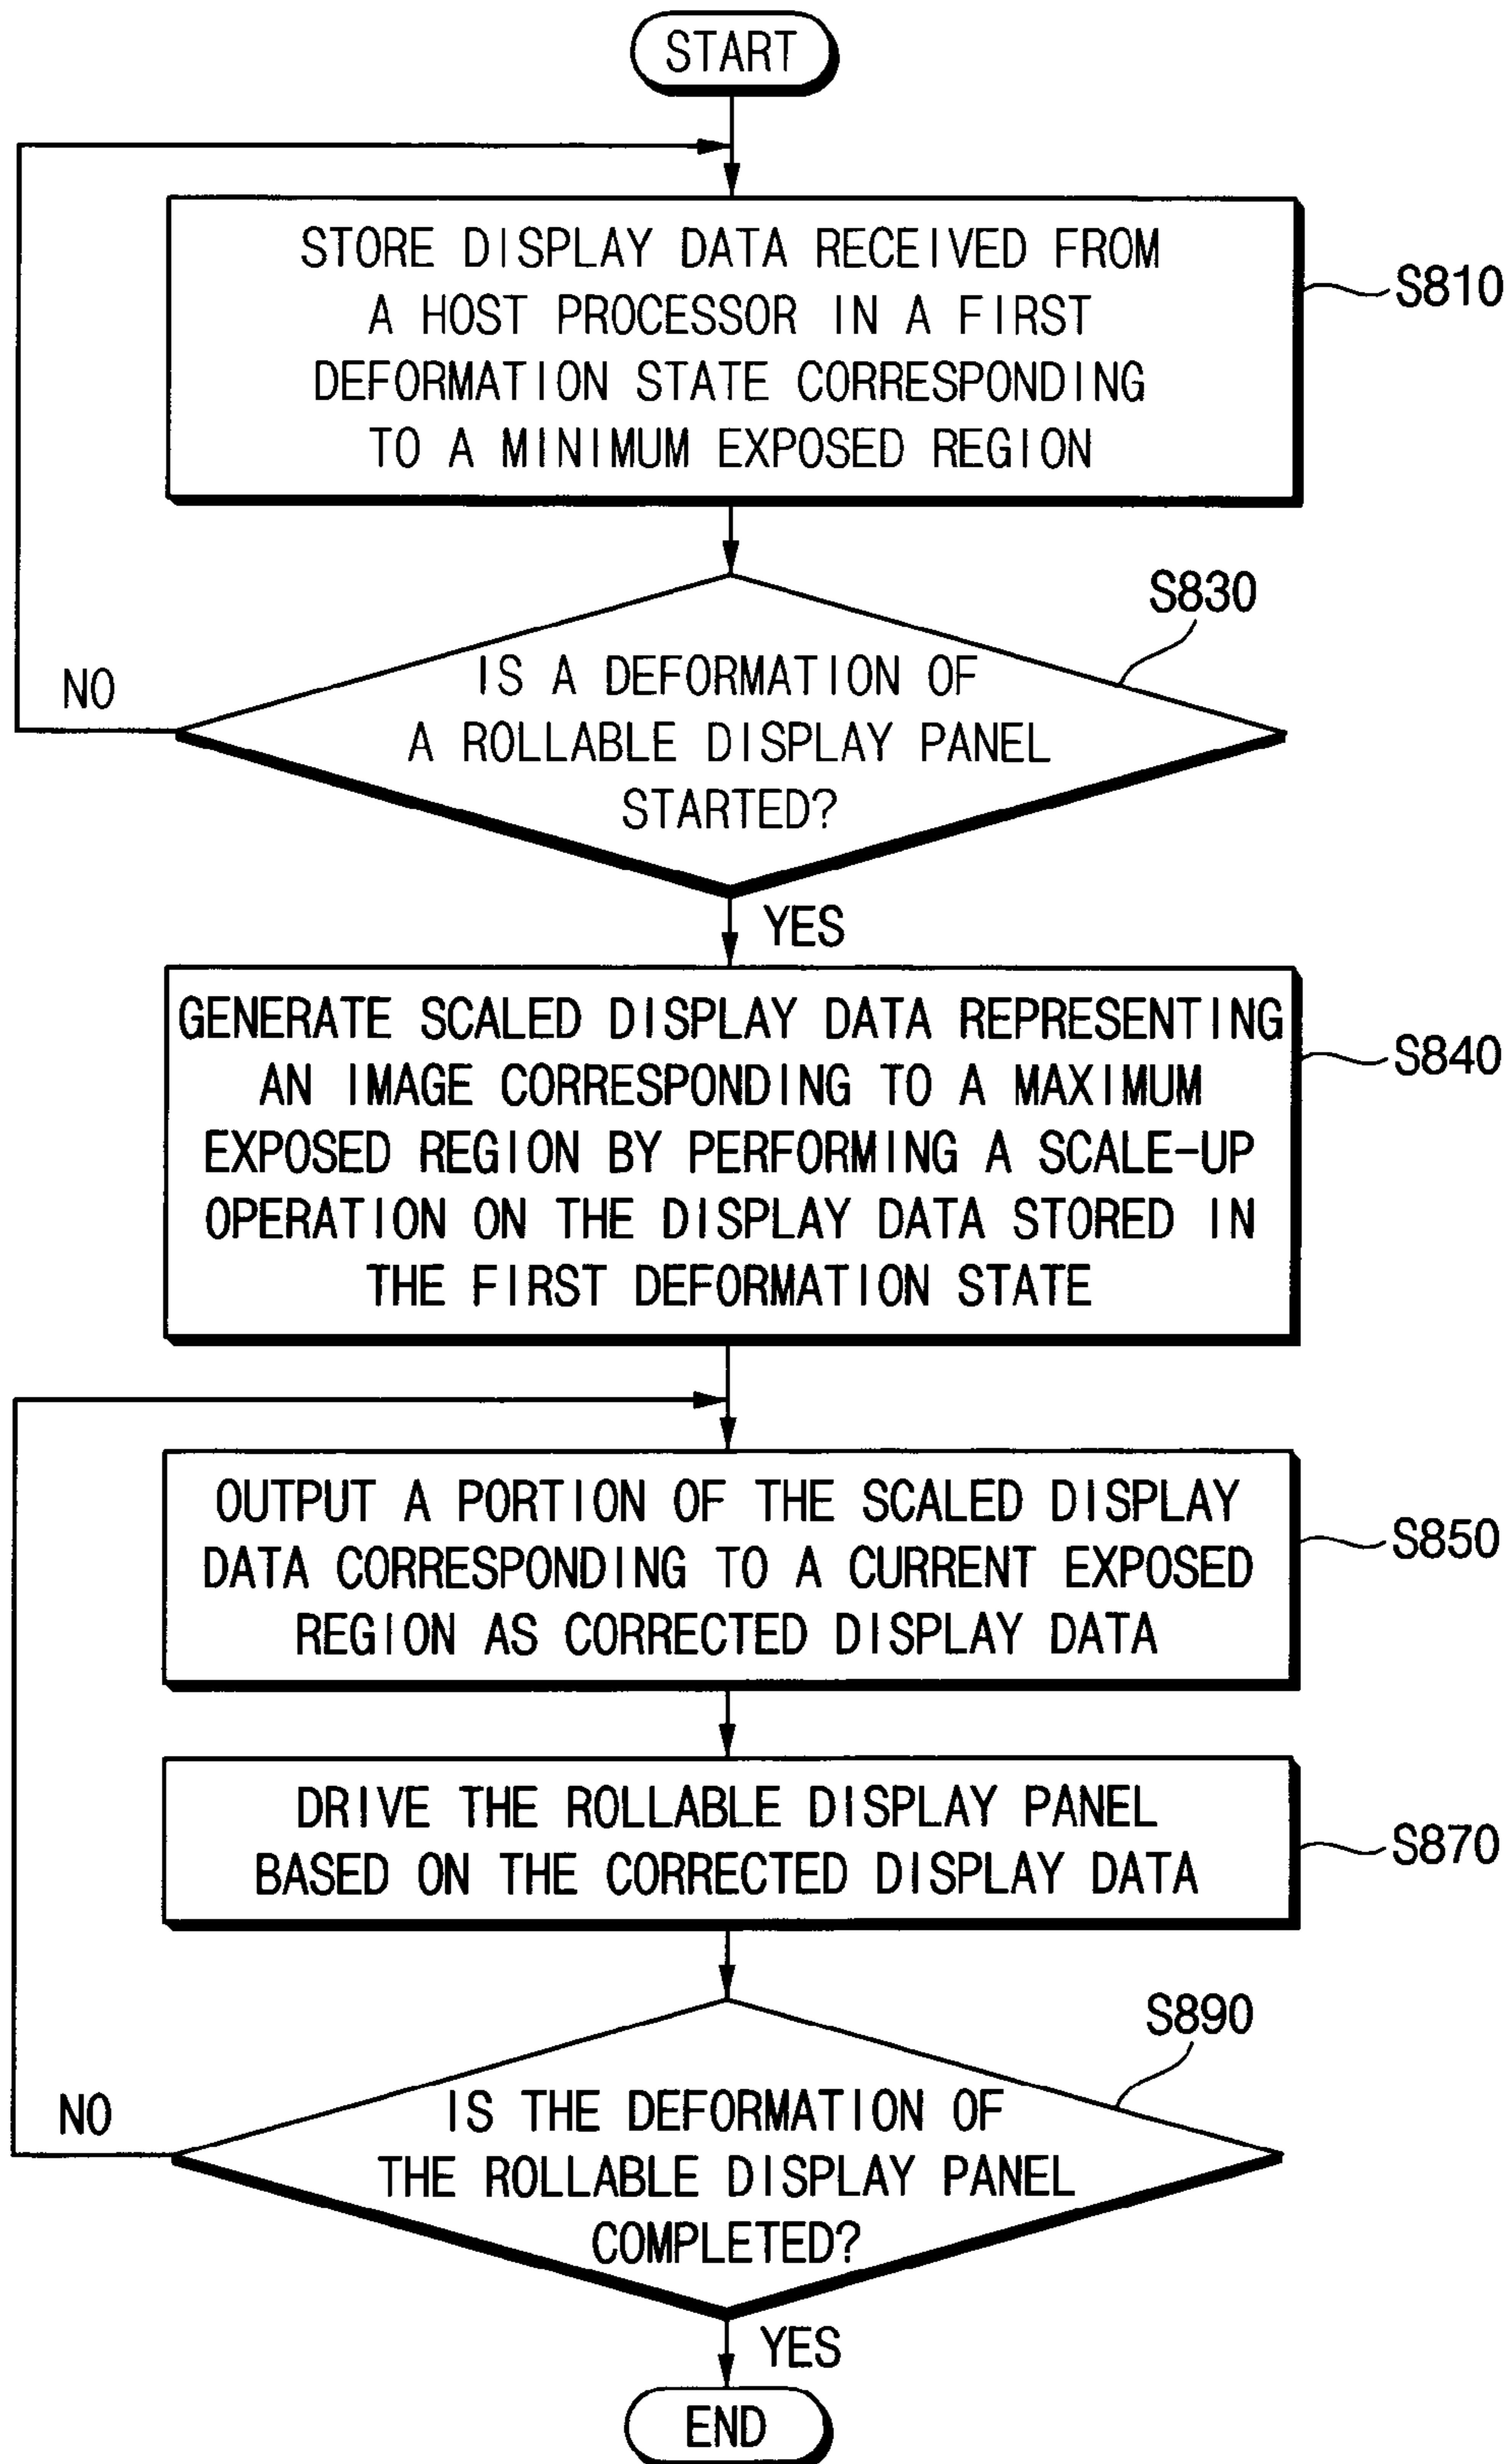 START
STORE DISPLAY DATA RECEIVED FROM
A HOST PROCESSOR IN A FIRST
DEFORMATION STATE CORRESPONDING
TO A MINIMUM EXPOSED REGION
S810
S830
IS A DEFORMATION OF
A ROLLABLE DISPLAY PANEL
STARTED?
NO
YES
GENERATE SCALED DISPLAY DATA REPRESENTING
AN IMAGE CORRESPONDING TO A MAXIMUM
EXPOSED REGION BY PERFORMING A SCALE-UP
OPERATION ON THE DISPLAY DATA STORED IN
THE FIRST DEFORMATION STATE
S840
OUTPUT A PORTION OF THE SCALED DISPLAY
DATA CORRESPONDING TO A CURRENT EXPOSED
REGION AS CORRECTED DISPLAY DATA
S850
DRIVE THE ROLLABLE DISPLAY PANEL
BASED ON THE CORRECTED DISPLAY DATA
S870
S890
IS THE DEFORMATION OF
THE ROLLABLE DISPLAY PANEL
COMPLETED?
NO
YES
END